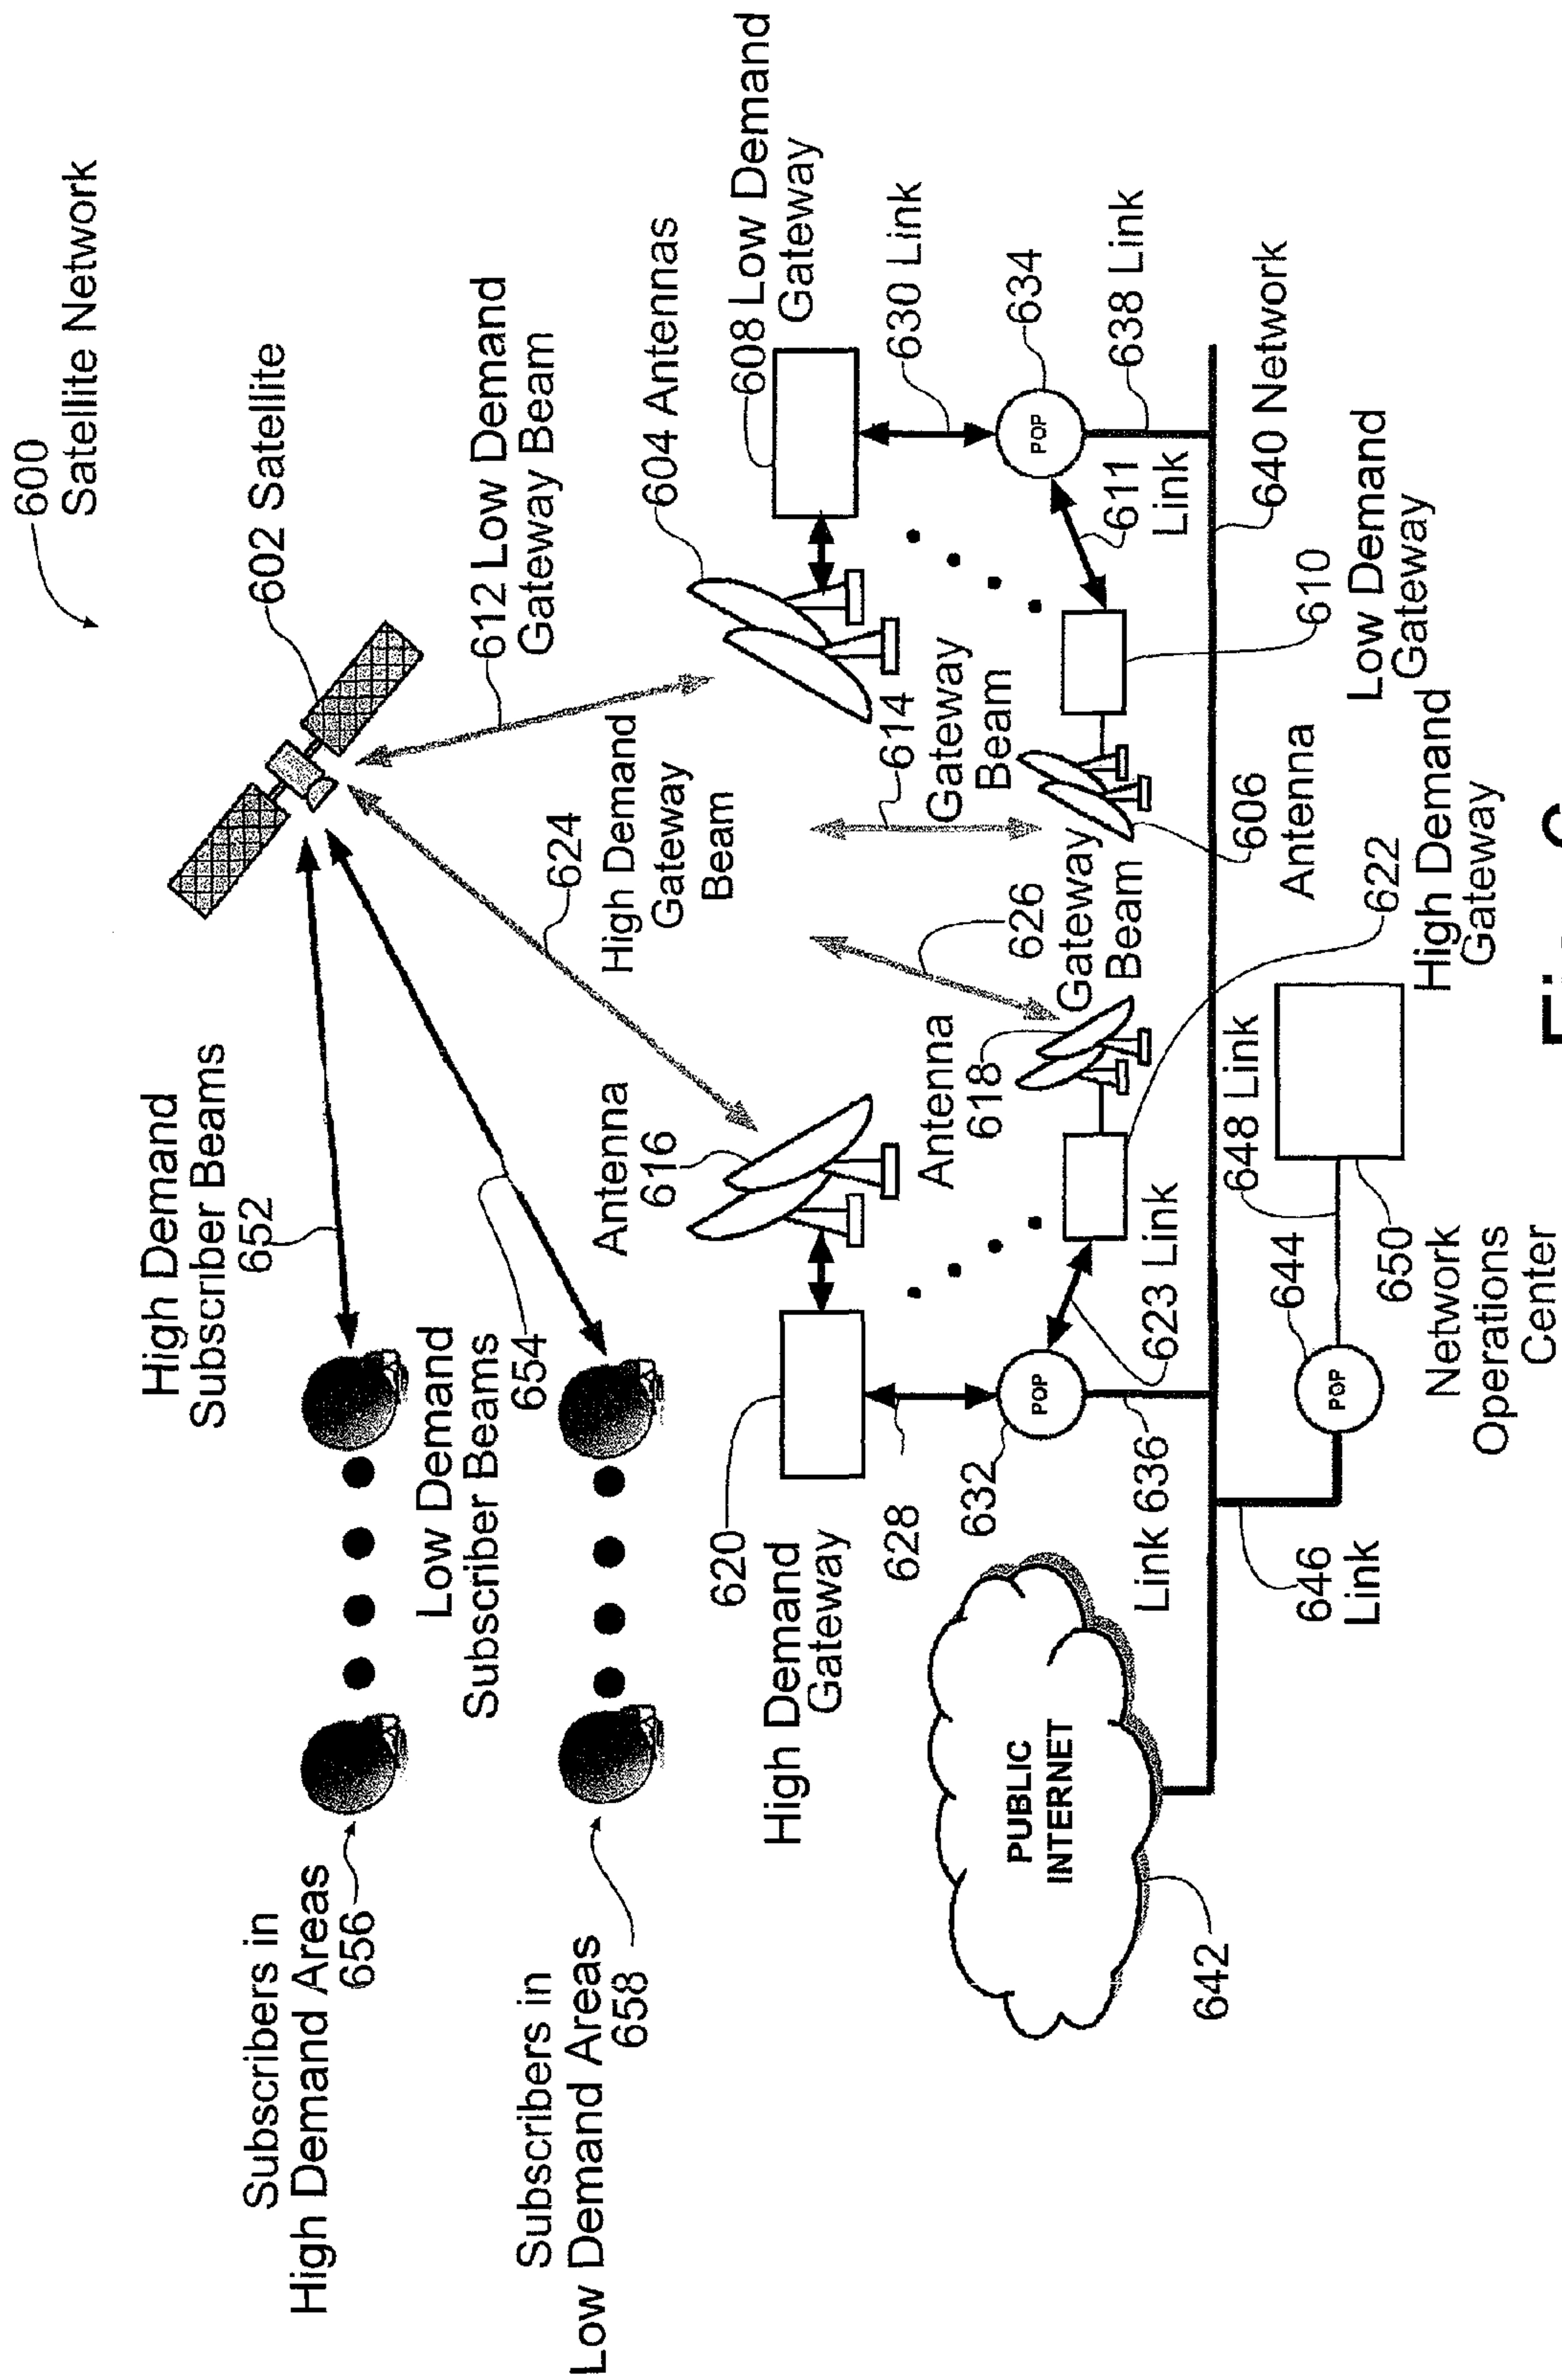 600
Satellite Network
602 Satellite
High Demand
Subscriber Beams
652
612 Low Demand
Gateway Beam
Subscribers in
High Demand Areas
656
Low Demand
Subscriber Beams
654
624
High Demand
Gateway
Beam
604 Antennas
Subscribers in
Low Demand Areas
658
Antenna
616
608 Low Demand
Gateway
620
High Demand
Gateway
614
Gateway
Beam
630 Link
628
626
Gateway
Beam
Antenna
618
634
POP
632
POP
611
Link
638 Link
623 Link
Link 636
PUBLIC
INTERNET
642
640 Network
606
Antenna
610
Low Demand
Gateway
622
High Demand
Gateway
648 Link
644
POP
646
Link
650
Network
Operations
Center